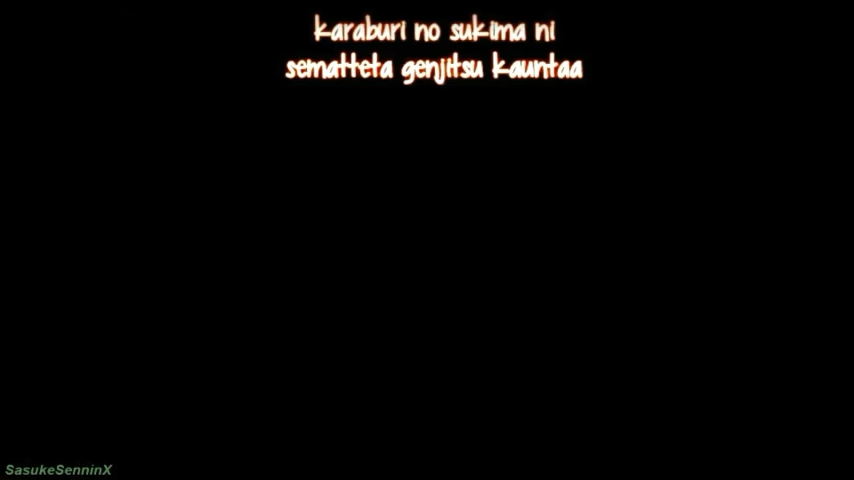 karaburi no sukima ni
sematteta genjitsu kauntaa
SasukeSenninX